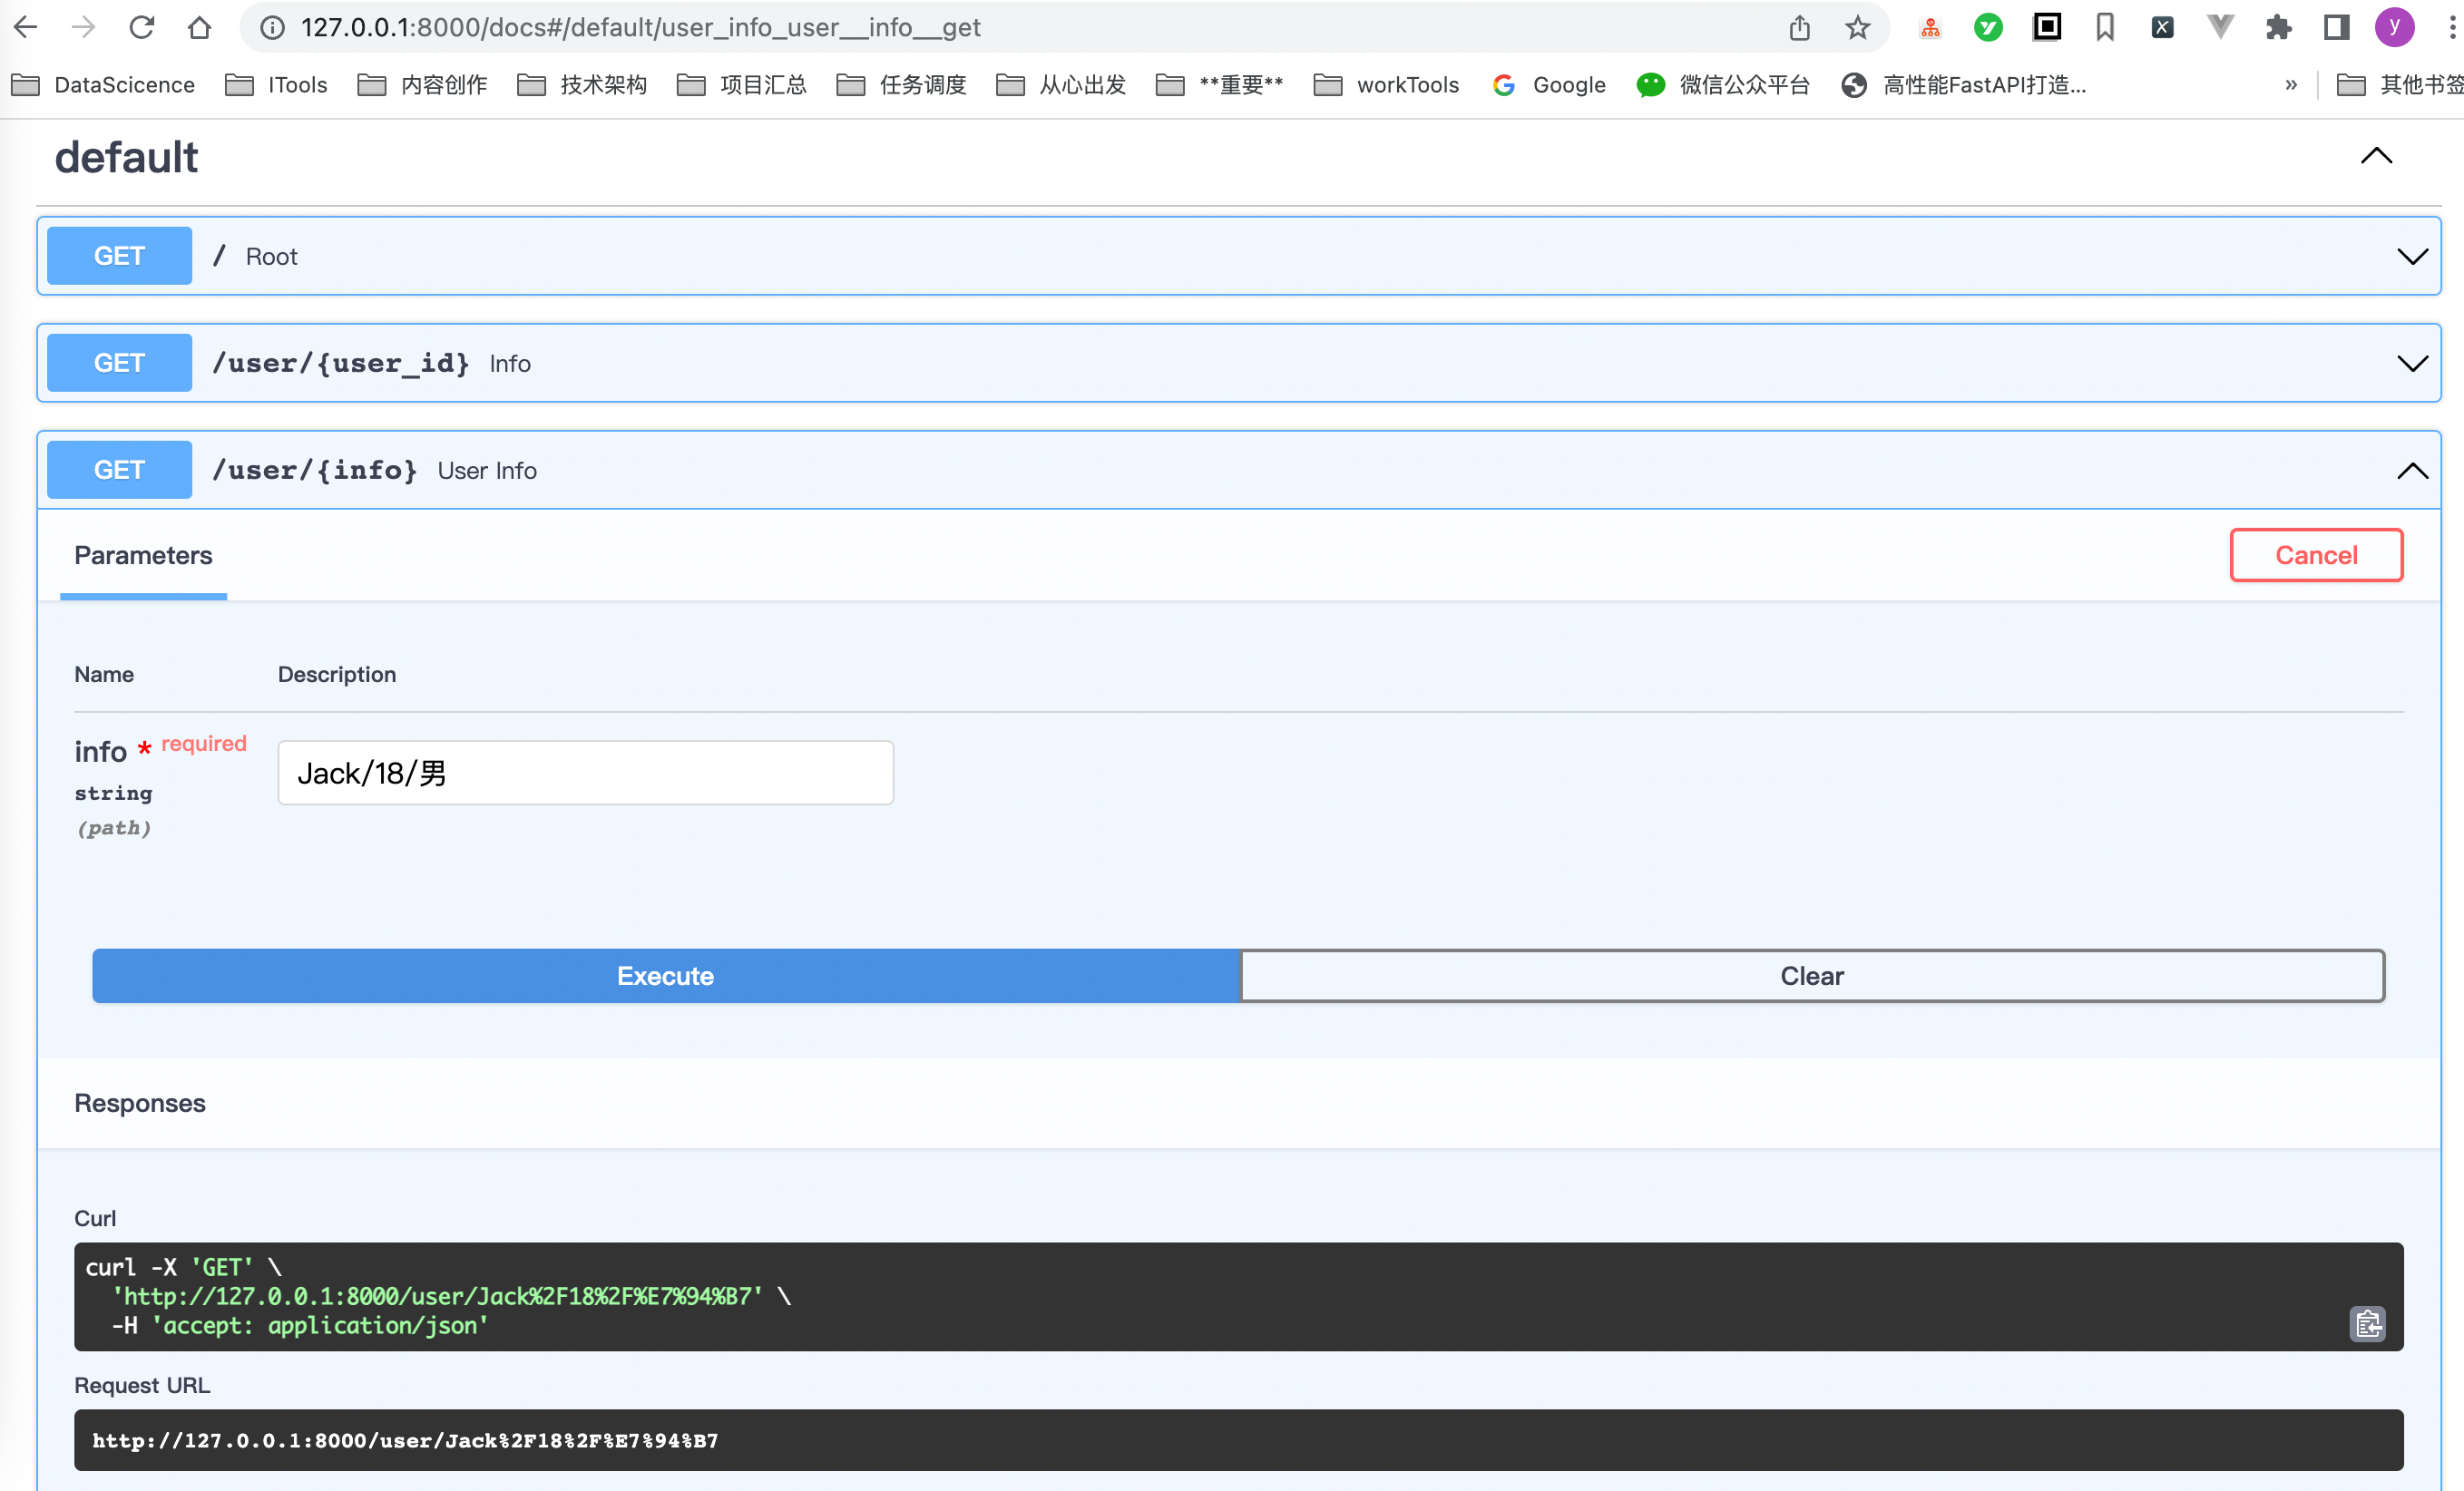 127.0.0.1:8000/docs#/default/user_info_user__info__get
y
DataScicence ITools 内容创作 技术架构 项目汇总 任务调度 从心出发 **重要** workTools Google 微信公众平台 高性能FastAPI打造... » 其他书签
default
GET / Root
GET /user/{user_id} Info
GET /user/{info} User Info
Parameters Cancel
Name Description
info * required
Jack/18/男
string
(path)
Execute Clear
Responses
Curl
curl -X 'GET' \
'http://127.0.0.1:8000/user/Jack%2F18%2F%E7%94%B7' \
-H 'accept: application/json'
Request URL
http://127.0.0.1:8000/user/Jack%2F18%2F%E7%94%B7